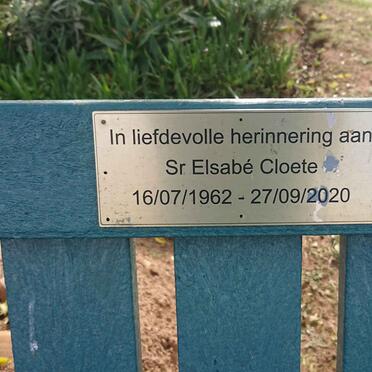 In liefdevolle herinnering aan
Sr Elsabé Cloete
16/07/1962 - 27/09/2020